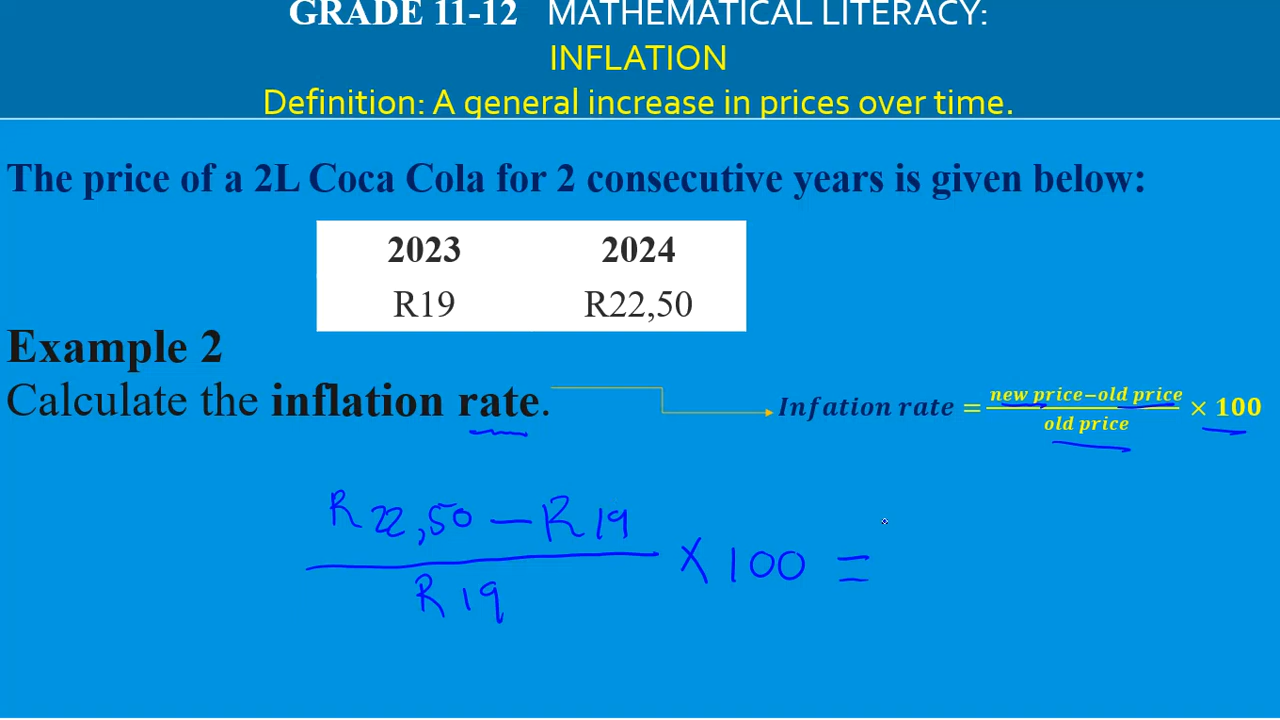 GRADE 11-12 MATHEMATICAL LITERACY:
INFLATION
Definition: A general increase in prices over time.
The price of a 2L Coca Cola for 2 consecutive years is given below:
2023 2024
R19 R22,50
Example 2
Calculate the inflation rate.
Infation rate = new price−old price / old price × 100
R22,50 − R19
R19
× 100 =